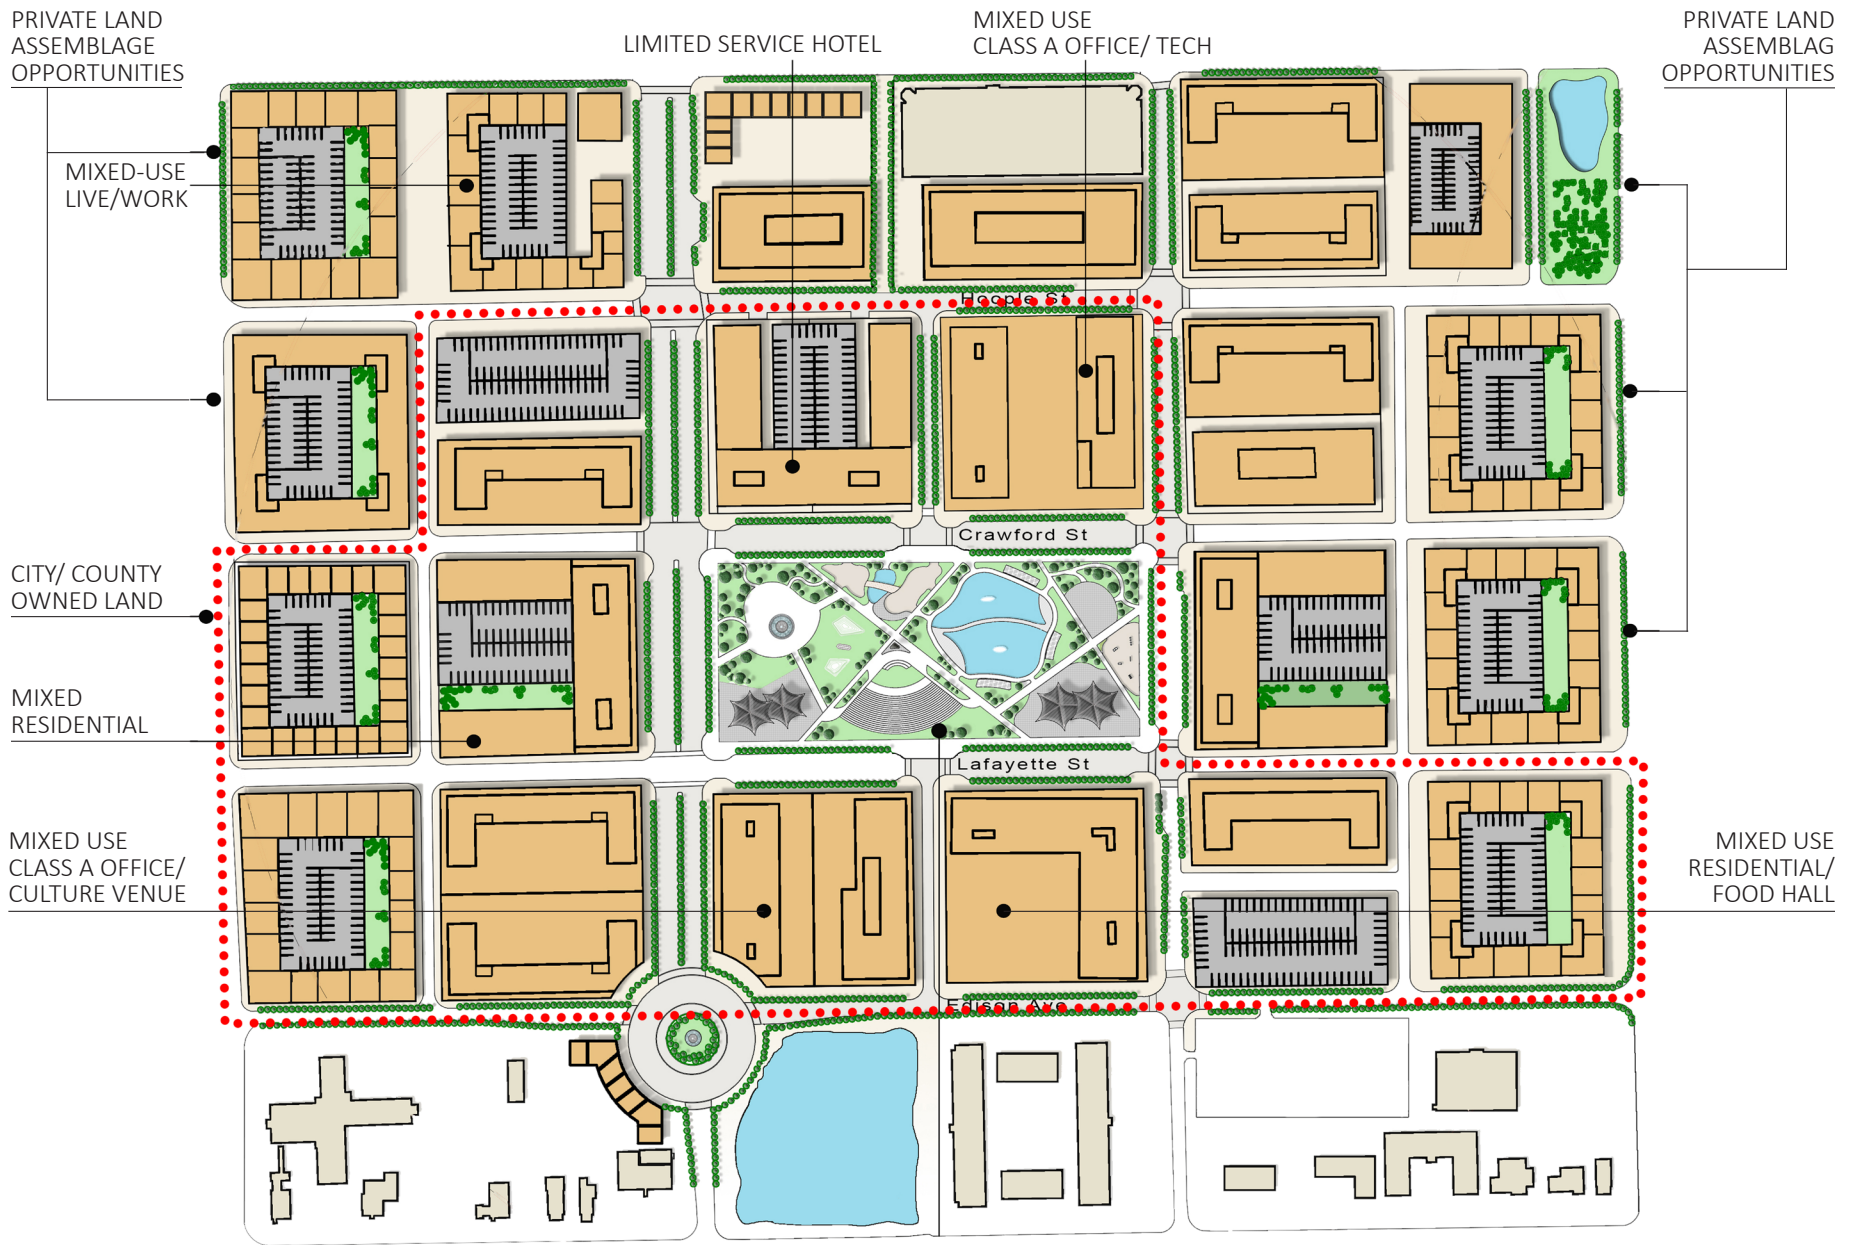 PRIVATE LAND
ASSEMBLAGE
OPPORTUNITIES
LIMITED SERVICE HOTEL
MIXED USE
CLASS A OFFICE/ TECH
PRIVATE LAND
ASSEMBLAG
OPPORTUNITIES
MIXED-USE
LIVE/WORK
Hoople St
Crawford St
CITY/ COUNTY
OWNED LAND
MIXED
RESIDENTIAL
Lafayette St
MIXED USE
CLASS A OFFICE/
CULTURE VENUE
MIXED USE
RESIDENTIAL/
FOOD HALL
Edison Ave